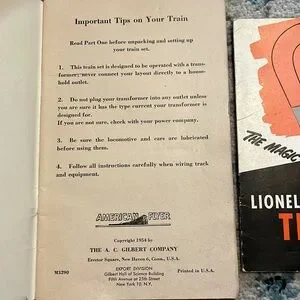 Important Tips on Your Train
Read Part One before unpacking and setting up
your train set.
1. This train set is designed to be operated with a trans-
former; never connect your layout directly to a house-
hold outlet.
2. Do not plug your transformer into any outlet unless
you are sure it has the type current your transformer is
designed for.
If you are not sure, check with your power company.
3. Be sure the locomotive and cars are lubricated
before using them.
4. Follow all instructions carefully when wiring track
and equipment.
AMERICAN FLYER
Copyright 1954 by
THE A. C. GILBERT COMPANY
Erector Square, New Haven 6, Conn., U.S.A.
EXPORT DIVISION
Gilbert Hall of Science Building
Fifth Avenue at 25th Street
New York 10, N.Y.
M3290
Printed in U.S.A.
THE MAGIC
LIONEL